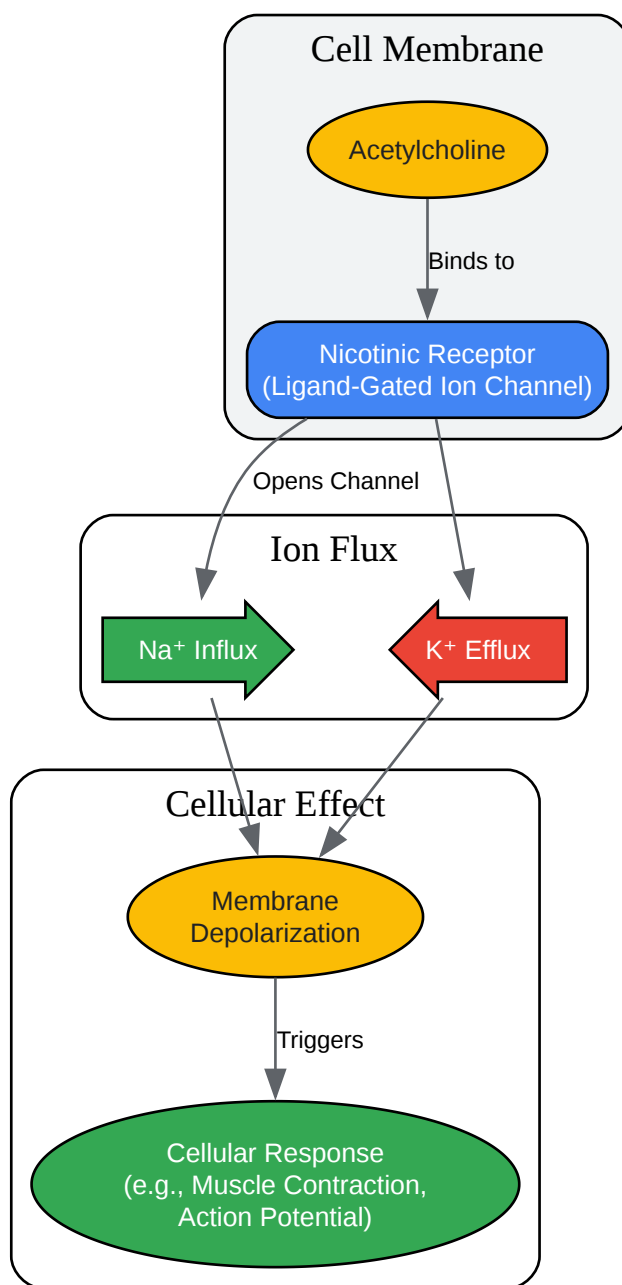 Cell Membrane
Acetylcholine
Binds to
Nicotinic Receptor
(Ligand-Gated Ion Channel)
Opens Channel
Ion Flux
Na⁺ Influx
K⁺ Efflux
Cellular Effect
Membrane
Depolarization
Triggers
Cellular Response
(e.g., Muscle Contraction,
Action Potential)